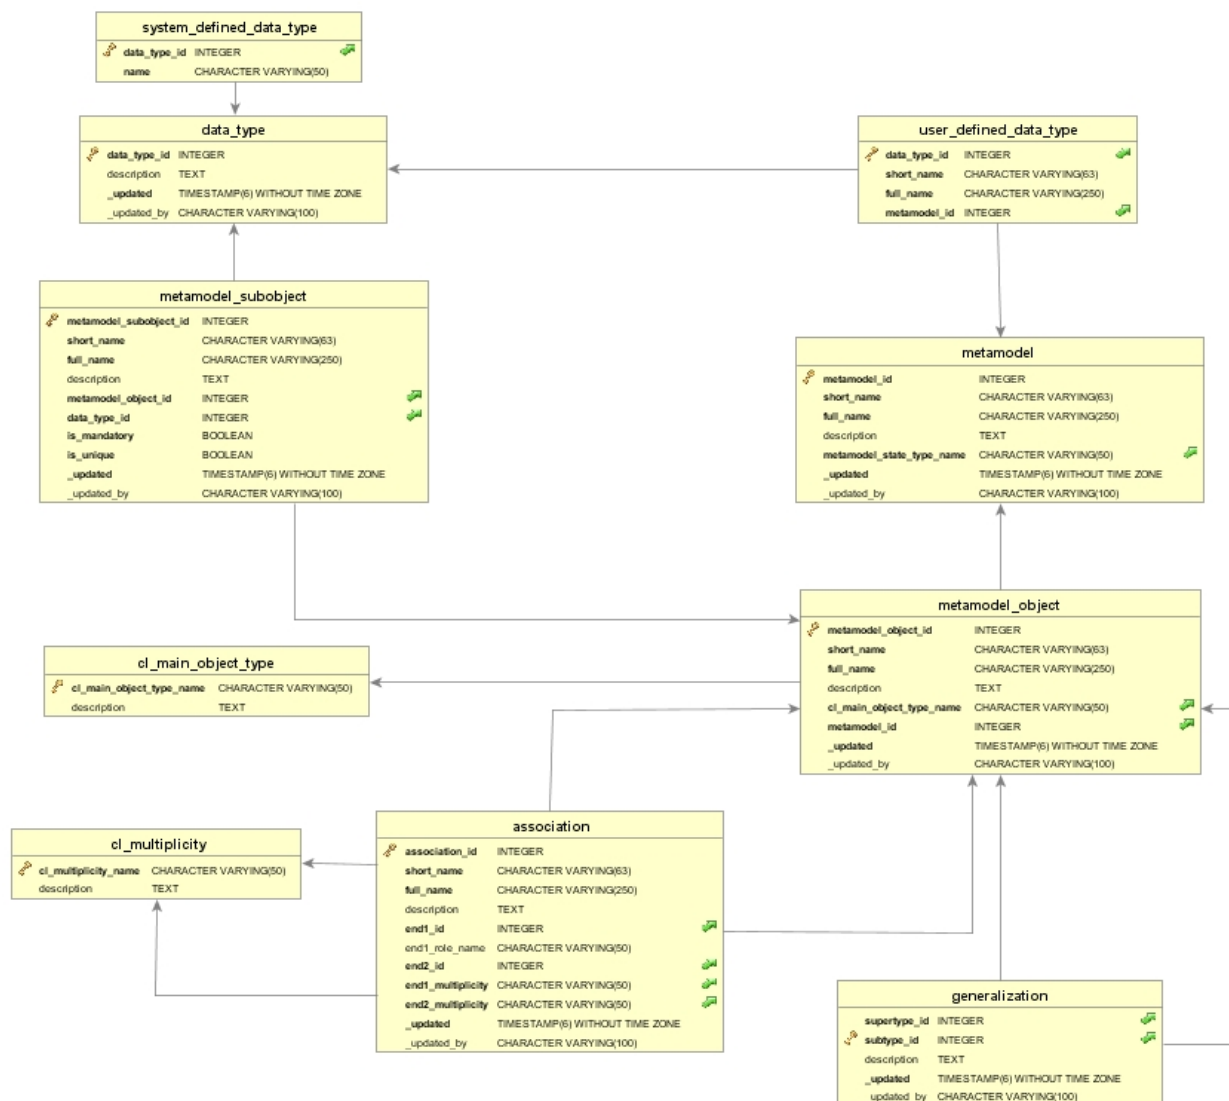 system_defined_data_type
data_type_id INTEGER
name CHARACTER VARYING(50)
data_type
data_type_id INTEGER
description TEXT
_updated TIMESTAMP(6) WITHOUT TIME ZONE
_updated_by CHARACTER VARYING(100)
user_defined_data_type
data_type_id INTEGER
short_name CHARACTER VARYING(63)
full_name CHARACTER VARYING(250)
metamodel_id INTEGER
metamodel_subobject
metamodel_subobject_id INTEGER
short_name CHARACTER VARYING(63)
full_name CHARACTER VARYING(250)
description TEXT
metamodel_object_id INTEGER
data_type_id INTEGER
is_mandatory BOOLEAN
is_unique BOOLEAN
_updated TIMESTAMP(6) WITHOUT TIME ZONE
_updated_by CHARACTER VARYING(100)
metamodel
metamodel_id INTEGER
short_name CHARACTER VARYING(63)
full_name CHARACTER VARYING(250)
description TEXT
metamodel_state_type_name CHARACTER VARYING(50)
_updated TIMESTAMP(6) WITHOUT TIME ZONE
_updated_by CHARACTER VARYING(100)
metamodel_object
metamodel_object_id INTEGER
short_name CHARACTER VARYING(63)
full_name CHARACTER VARYING(250)
description TEXT
cl_main_object_type_name CHARACTER VARYING(50)
metamodel_id INTEGER
_updated TIMESTAMP(6) WITHOUT TIME ZONE
_updated_by CHARACTER VARYING(100)
cl_main_object_type
cl_main_object_type_name CHARACTER VARYING(50)
description TEXT
cl_multiplicity
cl_multiplicity_name CHARACTER VARYING(50)
description TEXT
association
association_id INTEGER
short_name CHARACTER VARYING(63)
full_name CHARACTER VARYING(250)
description TEXT
end1_id INTEGER
end1_role_name CHARACTER VARYING(50)
end2_id INTEGER
end1_multiplicity CHARACTER VARYING(50)
end2_multiplicity CHARACTER VARYING(50)
_updated TIMESTAMP(6) WITHOUT TIME ZONE
_updated_by CHARACTER VARYING(100)
generalization
supertype_id INTEGER
subtype_id INTEGER
description TEXT
_updated TIMESTAMP(6) WITHOUT TIME ZONE
_updated_by CHARACTER VARYING(100)